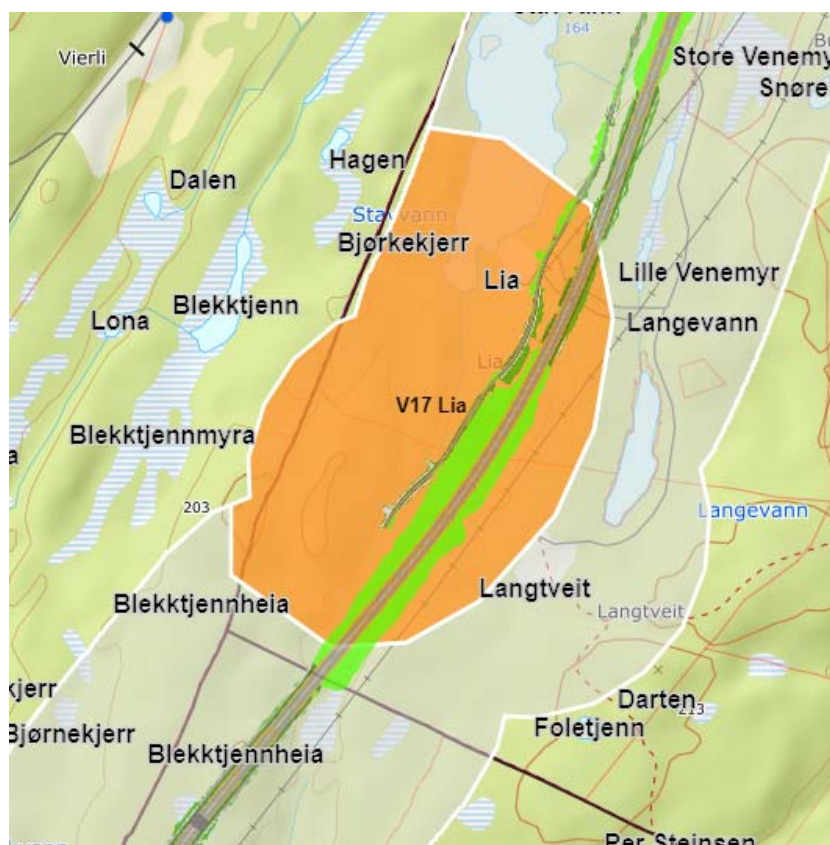 164
Vierli
Store Venemy
Snøre
Hagen
Dalen
Stavvann
Bjørkekjerr
Lia
Lille Venemyr
Blekktjenn
Lona
Langevann
Lia
V17 Lia
Blekktjennmyra
203
Langevann
Langtveit
Blekktjennheia
Langtveit
kjerr
Darten
213
Bjørnekjerr
Foletjenn
Blekktjennheia
Per Steinsen